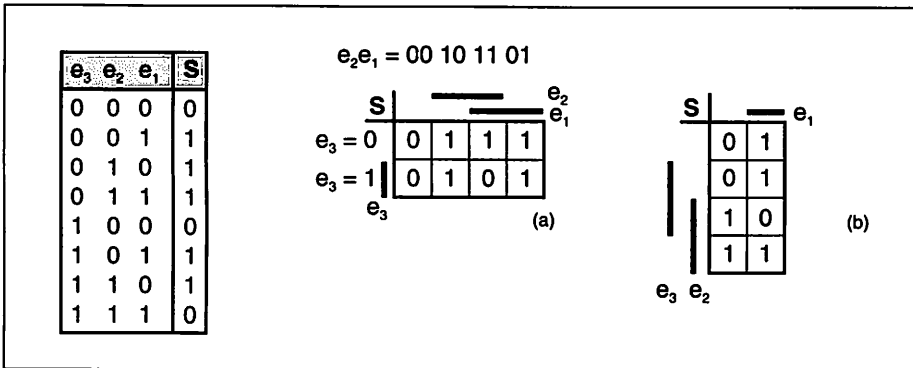 e₃ e₂ e₁ S
0 0 0 0
0 0 1 1
0 1 0 1
0 1 1 1
1 0 0 0
1 0 1 1
1 1 0 1
1 1 1 0
e₂e₁ = 00 10 11 01
e₂
S e₁
e₃ = 0 0 1 1 1
e₃ = 1 0 1 0 1
e₃
(a)
S e₁
0 1
0 1
1 0
1 1
e₃ e₂
(b)